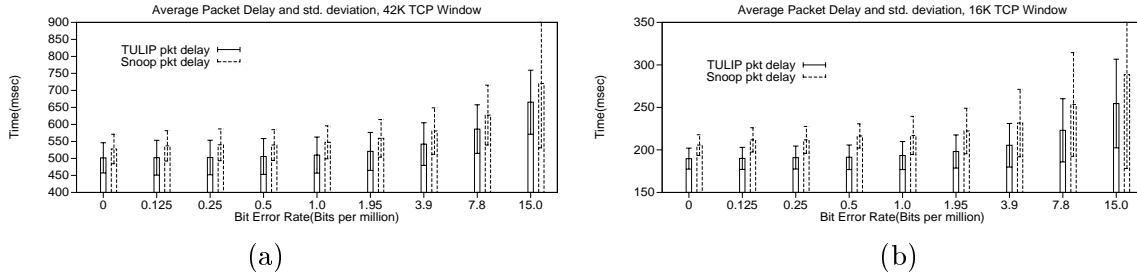 Average Packet Delay and std. deviation, 42K TCP Window
900
850
800
750
700
650
600
550
500
450
400
Time(msec)
TULIP pkt delay
Snoop pkt delay
0 0.125 0.25 0.5 1.0 1.95 3.9 7.8 15.0
Bit Error Rate(Bits per million)
(a)
Average Packet Delay and std. deviation, 16K TCP Window
350
300
250
200
150
Time(msec)
TULIP pkt delay
Snoop pkt delay
0 0.125 0.25 0.5 1.0 1.95 3.9 7.8 15.0
Bit Error Rate(Bits per million)
(b)